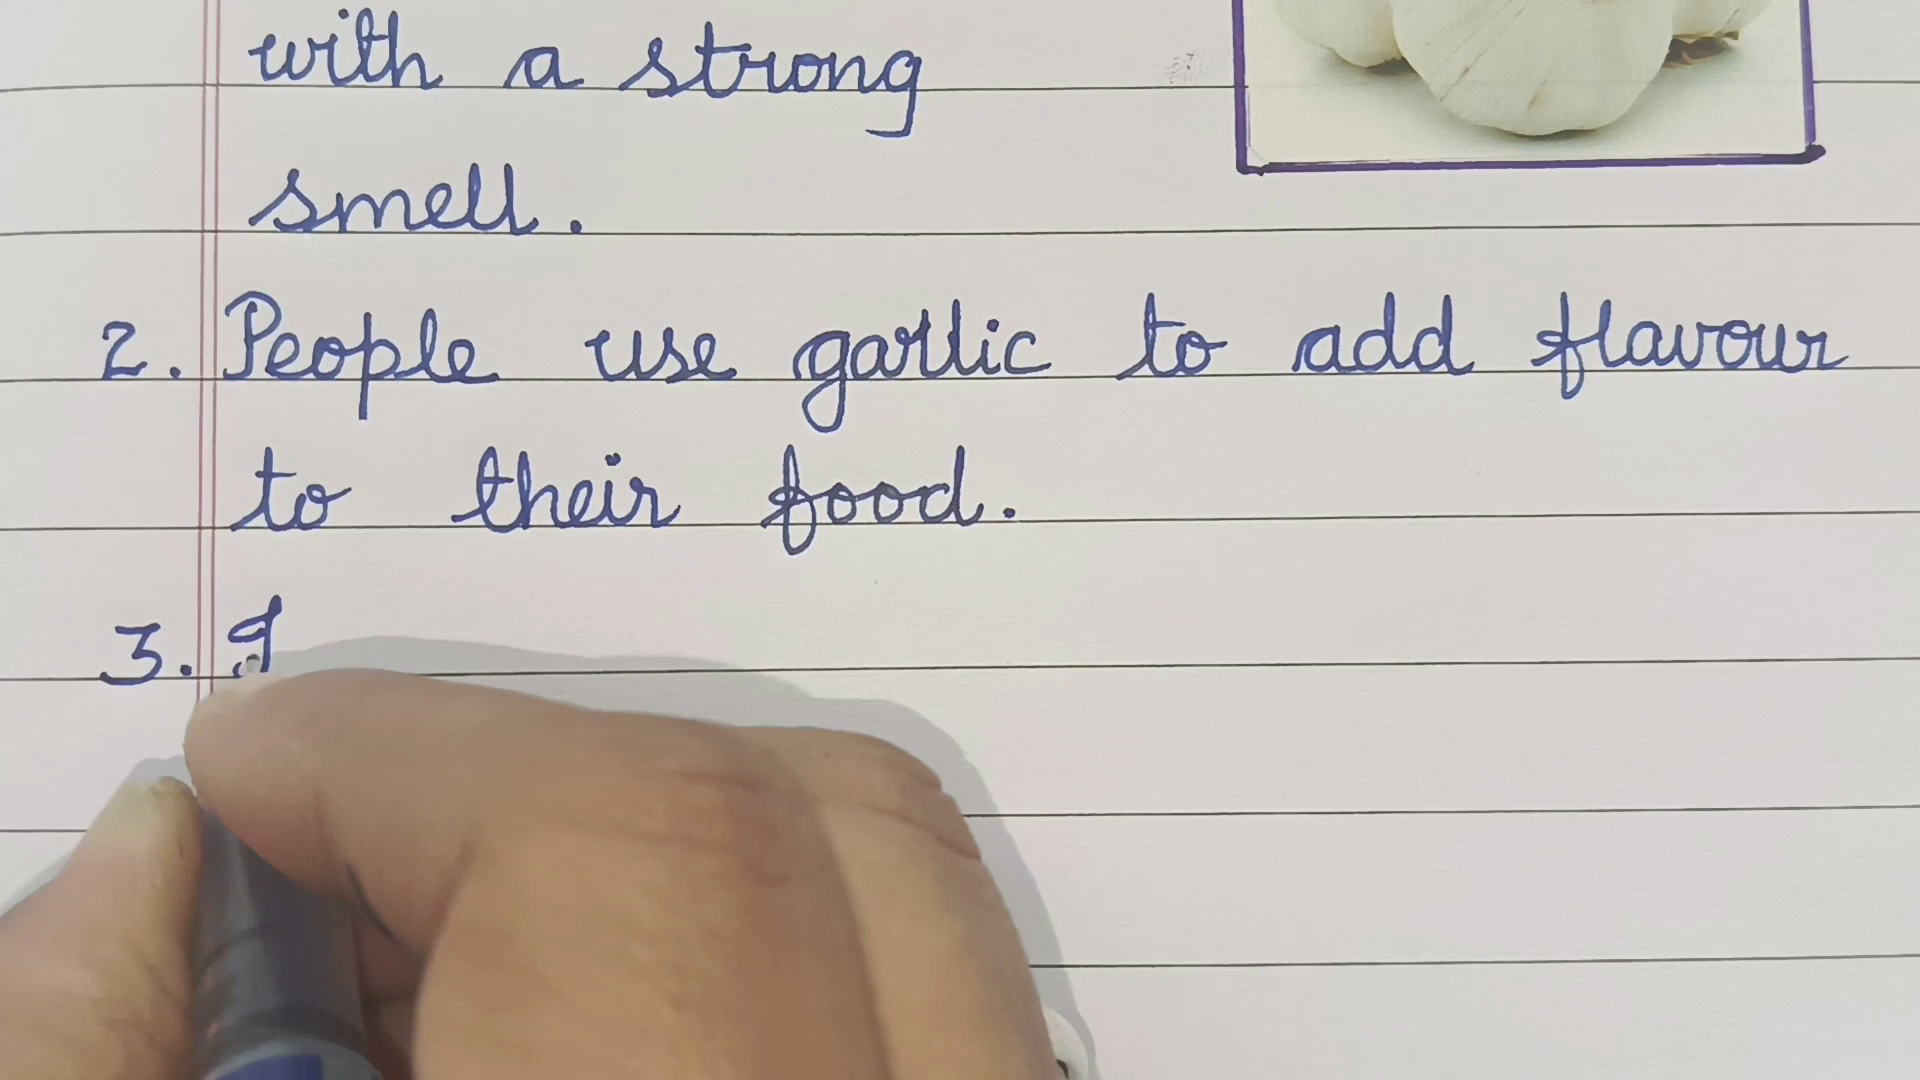 with a strong
smell.
2. People use garlic to add flavour
to their food.
3.